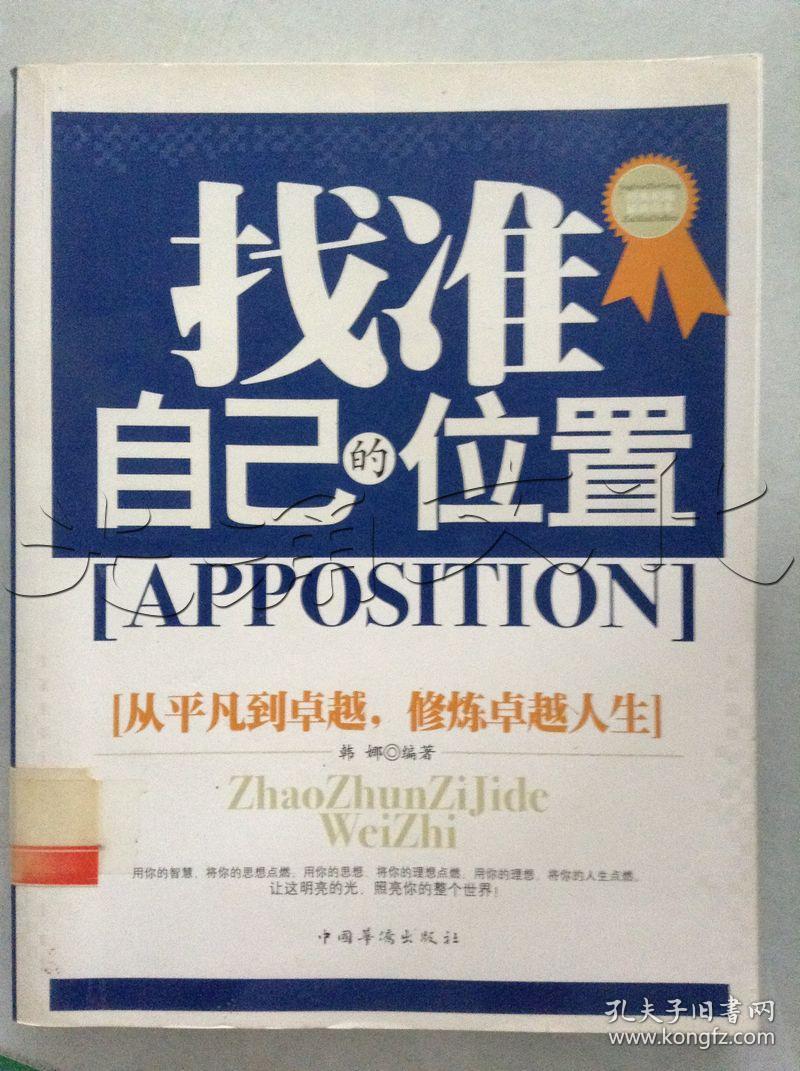 找准
自己的位置
[APPOSITION]
[从平凡到卓越，修炼卓越人生]
韩 娜◎编著
ZhaoZhunZiJide
WeiZhi
用你的智慧，将你的思想点燃。用你的思想，将你的理想点燃。用你的理想，将你的人生点燃。
让这明亮的光，照亮你的整个世界！
中国华侨出版社
孔夫子旧书网
www.kongfz.com